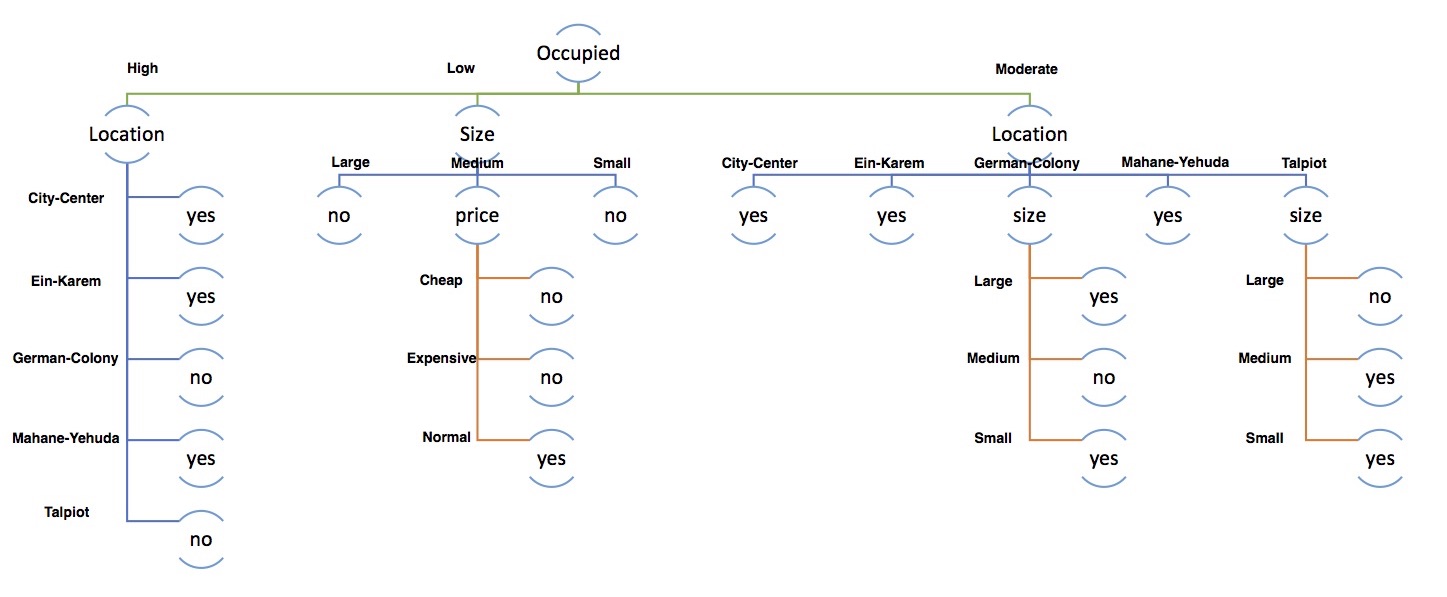 Occupied
High
Low
Moderate
Location
Size
Location
Large
Medium
Small
City-Center
Ein-Karem
German-Colony
Mahane-Yehuda
Talpiot
City-Center
yes
no
price
no
yes
yes
size
yes
size
Ein-Karem
yes
Cheap
no
Large
yes
Large
no
German-Colony
no
Expensive
no
Medium
no
Medium
yes
Mahane-Yehuda
yes
Normal
yes
Small
yes
Small
yes
Talpiot
no